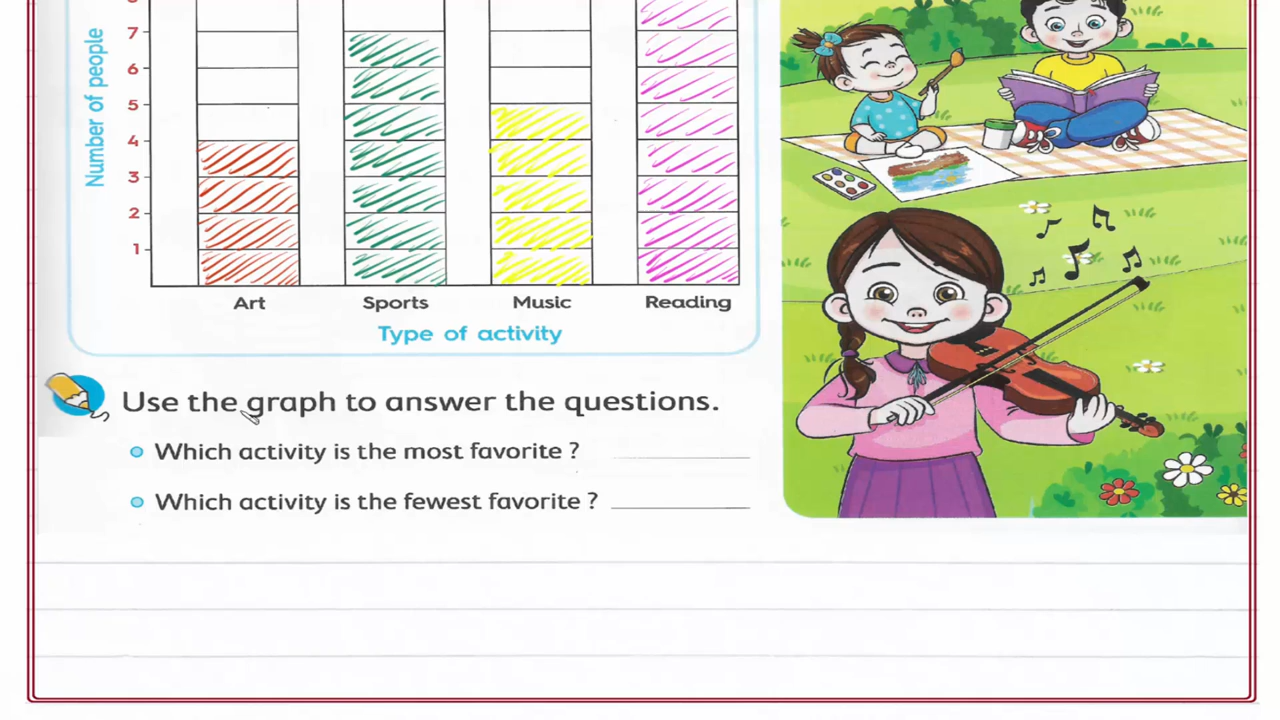 Number of people
7
6
5
4
3
2
1
Art Sports Music Reading
Type of activity
Use the graph to answer the questions.
Which activity is the most favorite ?
Which activity is the fewest favorite ?